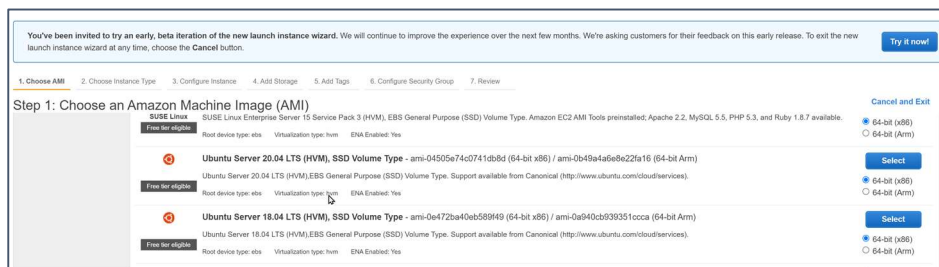 You've been invited to try an early, beta iteration of the new launch instance wizard. We will continue to improve the experience over the next few months. We're asking customers for their feedback on this early release. To exit the new
launch instance wizard at any time, choose the Cancel button.
Try it now!
1. Choose AMI 2. Choose Instance Type 3. Configure Instance 4. Add Storage 5. Add Tags 6. Configure Security Group 7. Review
Step 1: Choose an Amazon Machine Image (AMI)
Cancel and Exit
SUSE Linux
Free tier eligible
SUSE Linux Enterprise Server 15 Service Pack 3 (HVM), EBS General Purpose (SSD) Volume Type. Amazon EC2 AMI Tools preinstalled; Apache 2.2, MySQL 5.5, PHP 5.3, and Ruby 1.8.7 available.
Root device type: ebs Virtualization type: hvm ENA Enabled: Yes
64-bit (x86)
64-bit (Arm)
Ubuntu Server 20.04 LTS (HVM), SSD Volume Type - ami-04505e74c0741db8d (64-bit x86) / ami-0b49a4a6e8e22fa16 (64-bit Arm)
Free tier eligible
Ubuntu Server 20.04 LTS (HVM),EBS General Purpose (SSD) Volume Type. Support available from Canonical (http://www.ubuntu.com/cloud/services).
Root device type: ebs Virtualization type: hvm ENA Enabled: Yes
Select
64-bit (x86)
64-bit (Arm)
Ubuntu Server 18.04 LTS (HVM), SSD Volume Type - ami-0e472ba40eb589f49 (64-bit x86) / ami-0a940cb939351ccca (64-bit Arm)
Free tier eligible
Ubuntu Server 18.04 LTS (HVM),EBS General Purpose (SSD) Volume Type. Support available from Canonical (http://www.ubuntu.com/cloud/services).
Root device type: ebs Virtualization type: hvm ENA Enabled: Yes
Select
64-bit (x86)
64-bit (Arm)